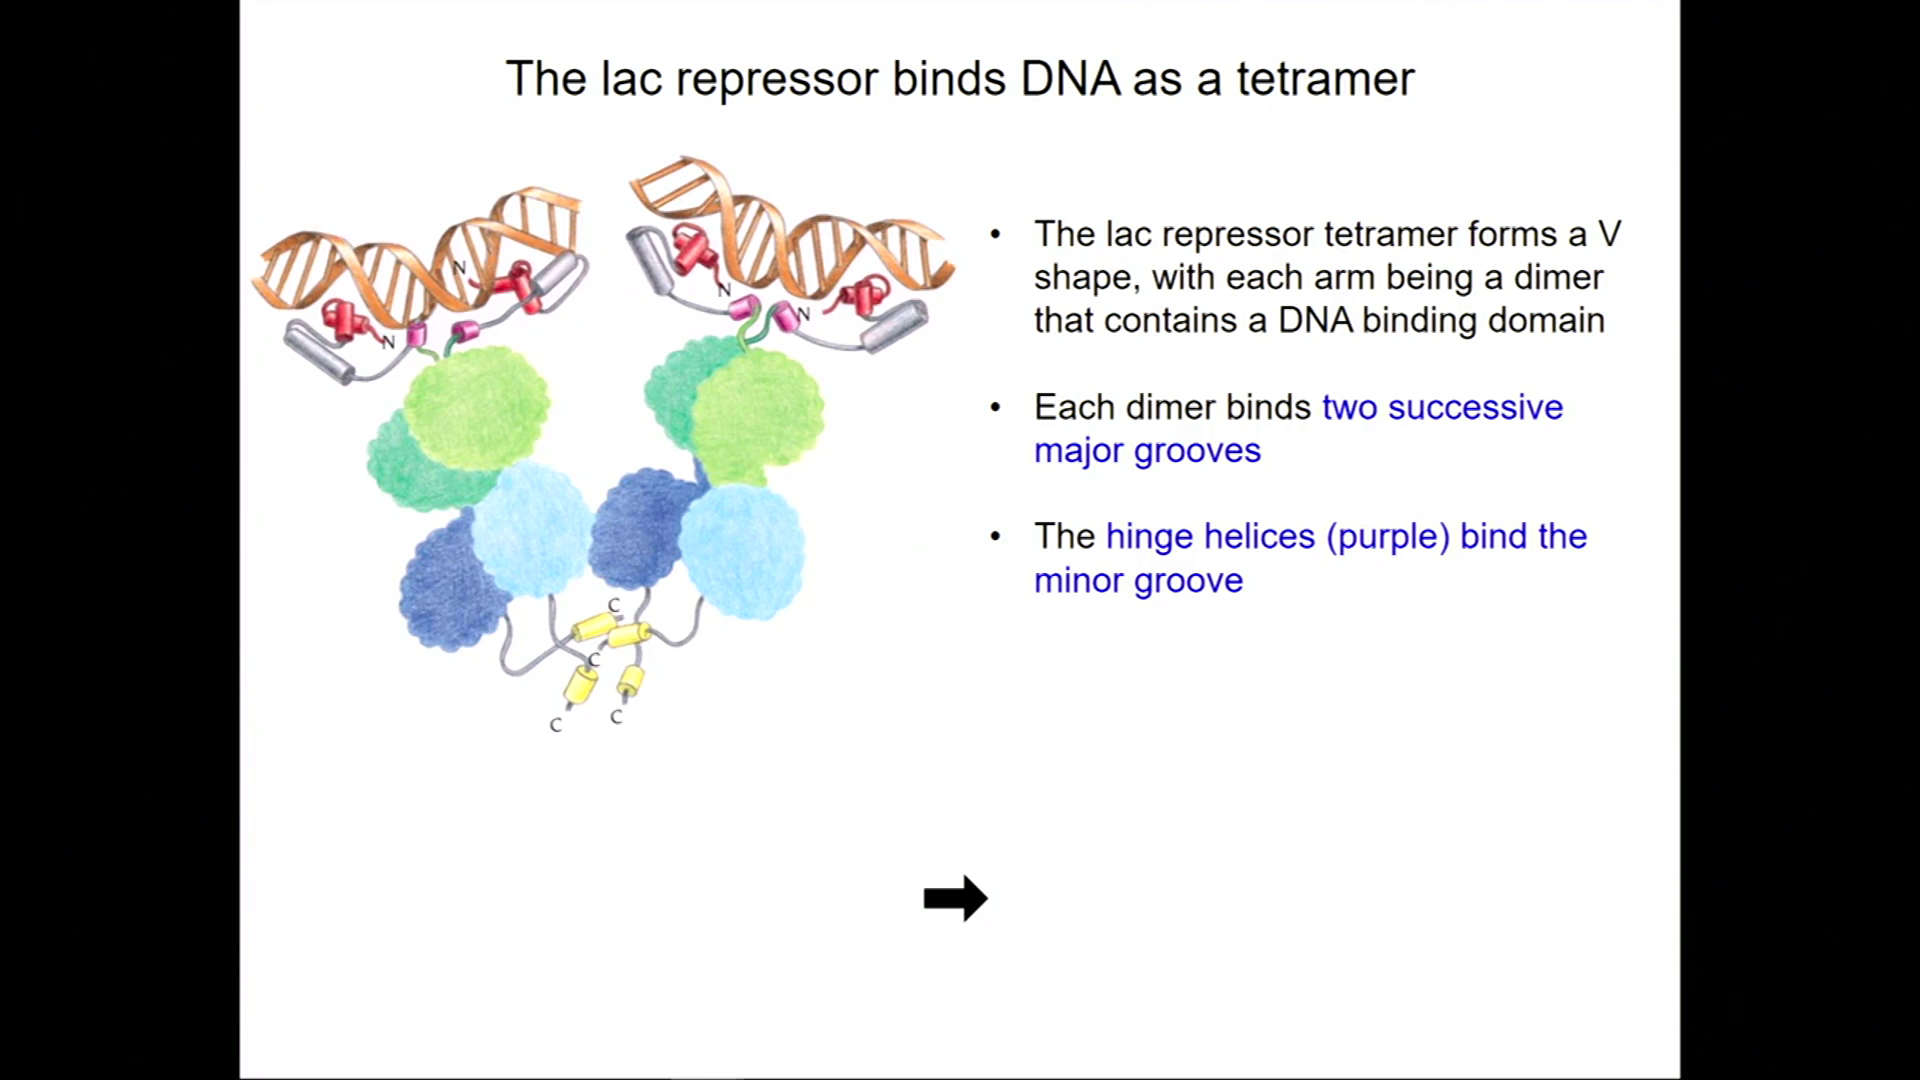 The lac repressor binds DNA as a tetramer
N
N
N
N
C
C
C
C
• The lac repressor tetramer forms a V
shape, with each arm being a dimer
that contains a DNA binding domain
• Each dimer binds two successive
major grooves
• The hinge helices (purple) bind the
minor groove